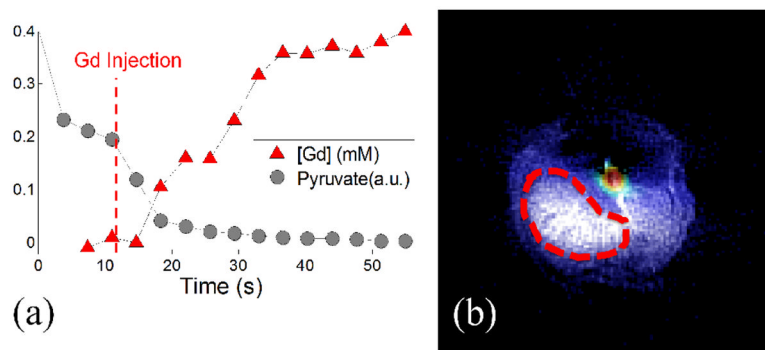 0.4
Gd Injection
0.3
0.2
[Gd] (mM)
Pyruvate(a.u.)
0.1
0
0 10 20 30 40 50
Time (s)
(a)
(b)